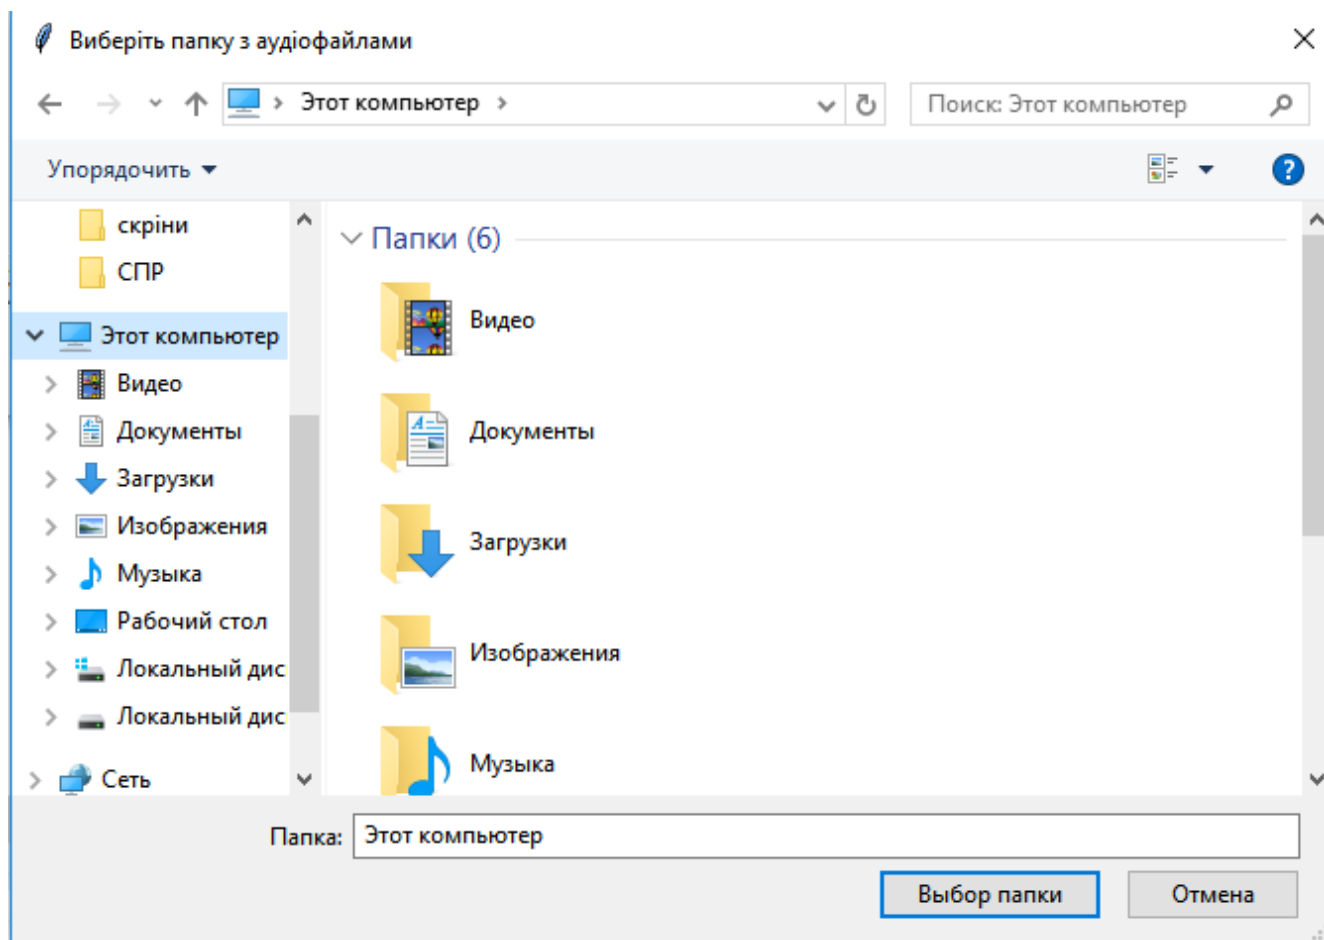 Виберіть папку з аудіофайлами
Этот компьютер
Поиск: Этот компьютер
Упорядочить
скріни
СПР
Этот компьютер
Видео
Документы
Загрузки
Изображения
Музыка
Рабочий стол
Локальный дис
Локальный дис
Сеть
Папки (6)
Видео
Документы
Загрузки
Изображения
Музыка
Папка: Этот компьютер
Выбор папки Отмена